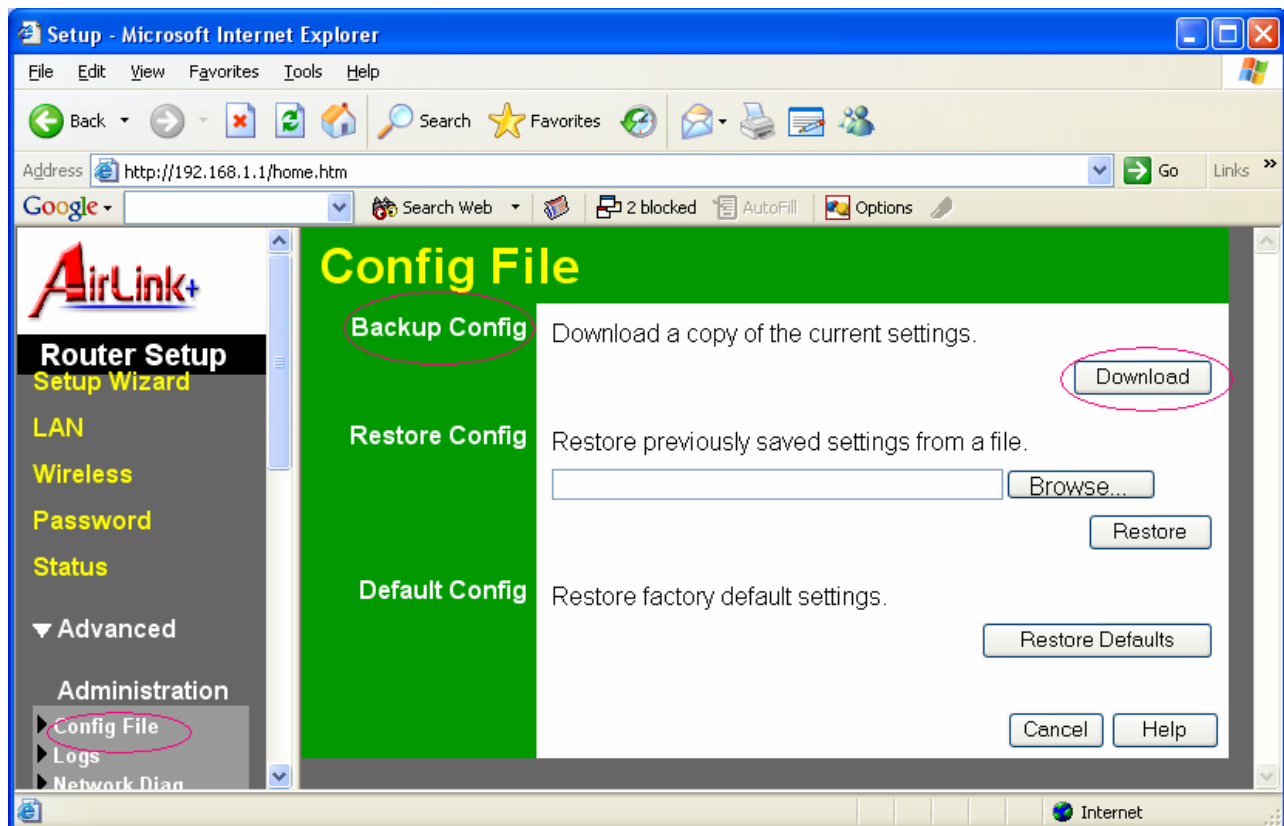 Setup - Microsoft Internet Explorer
File Edit View Favorites Tools Help
Back Search Favorites
Address http://192.168.1.1/home.htm Go Links »
Google Search Web 2 blocked AutoFill Options
AirLink+
Router Setup
Setup Wizard
LAN
Wireless
Password
Status
Advanced
Administration
Config File
Logs
Network Diag
Config File
Backup Config Download a copy of the current settings.
Download
Restore Config Restore previously saved settings from a file.
Browse...
Restore
Default Config Restore factory default settings.
Restore Defaults
Cancel Help
Internet